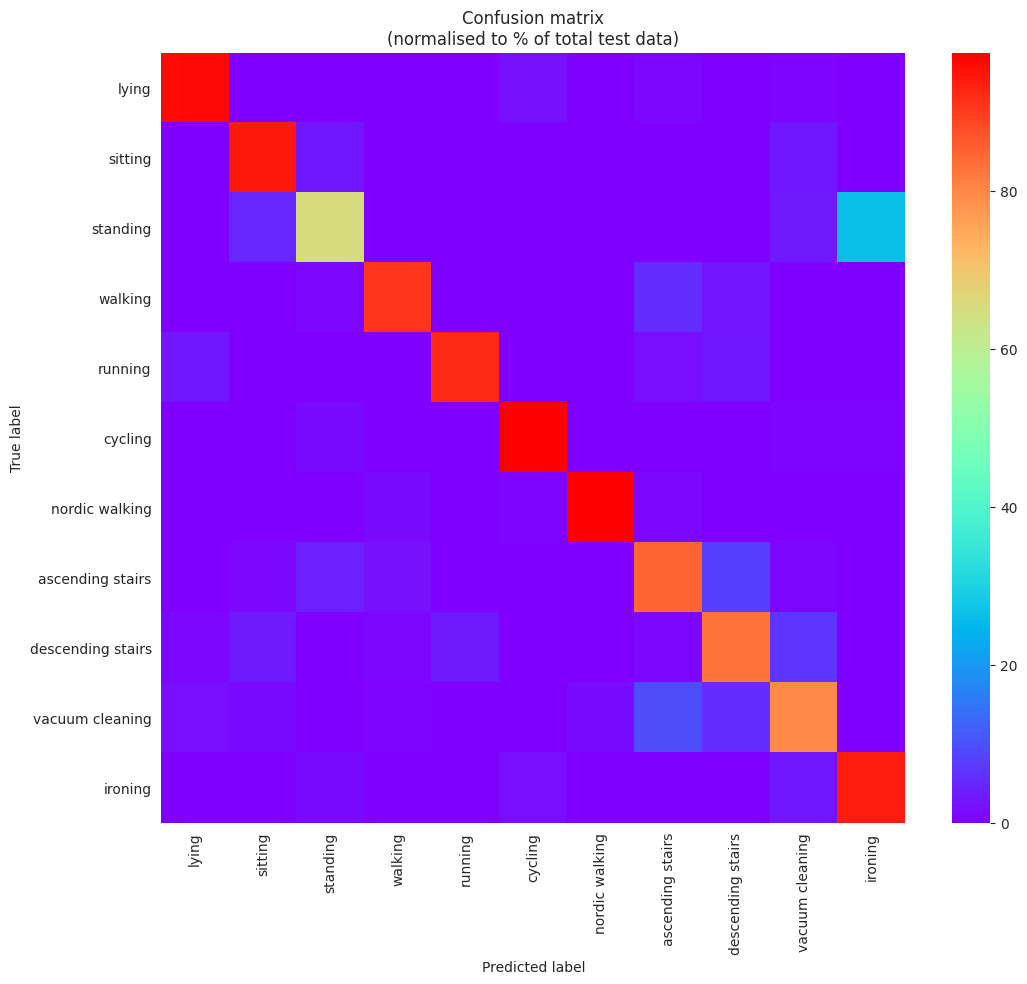 Confusion matrix
(normalised to % of total test data)
True label
lying
sitting
standing
walking
running
cycling
nordic walking
ascending stairs
descending stairs
vacuum cleaning
ironing
lying
sitting
standing
walking
running
cycling
nordic walking
ascending stairs
descending stairs
vacuum cleaning
ironing
Predicted label
80
60
40
20
0